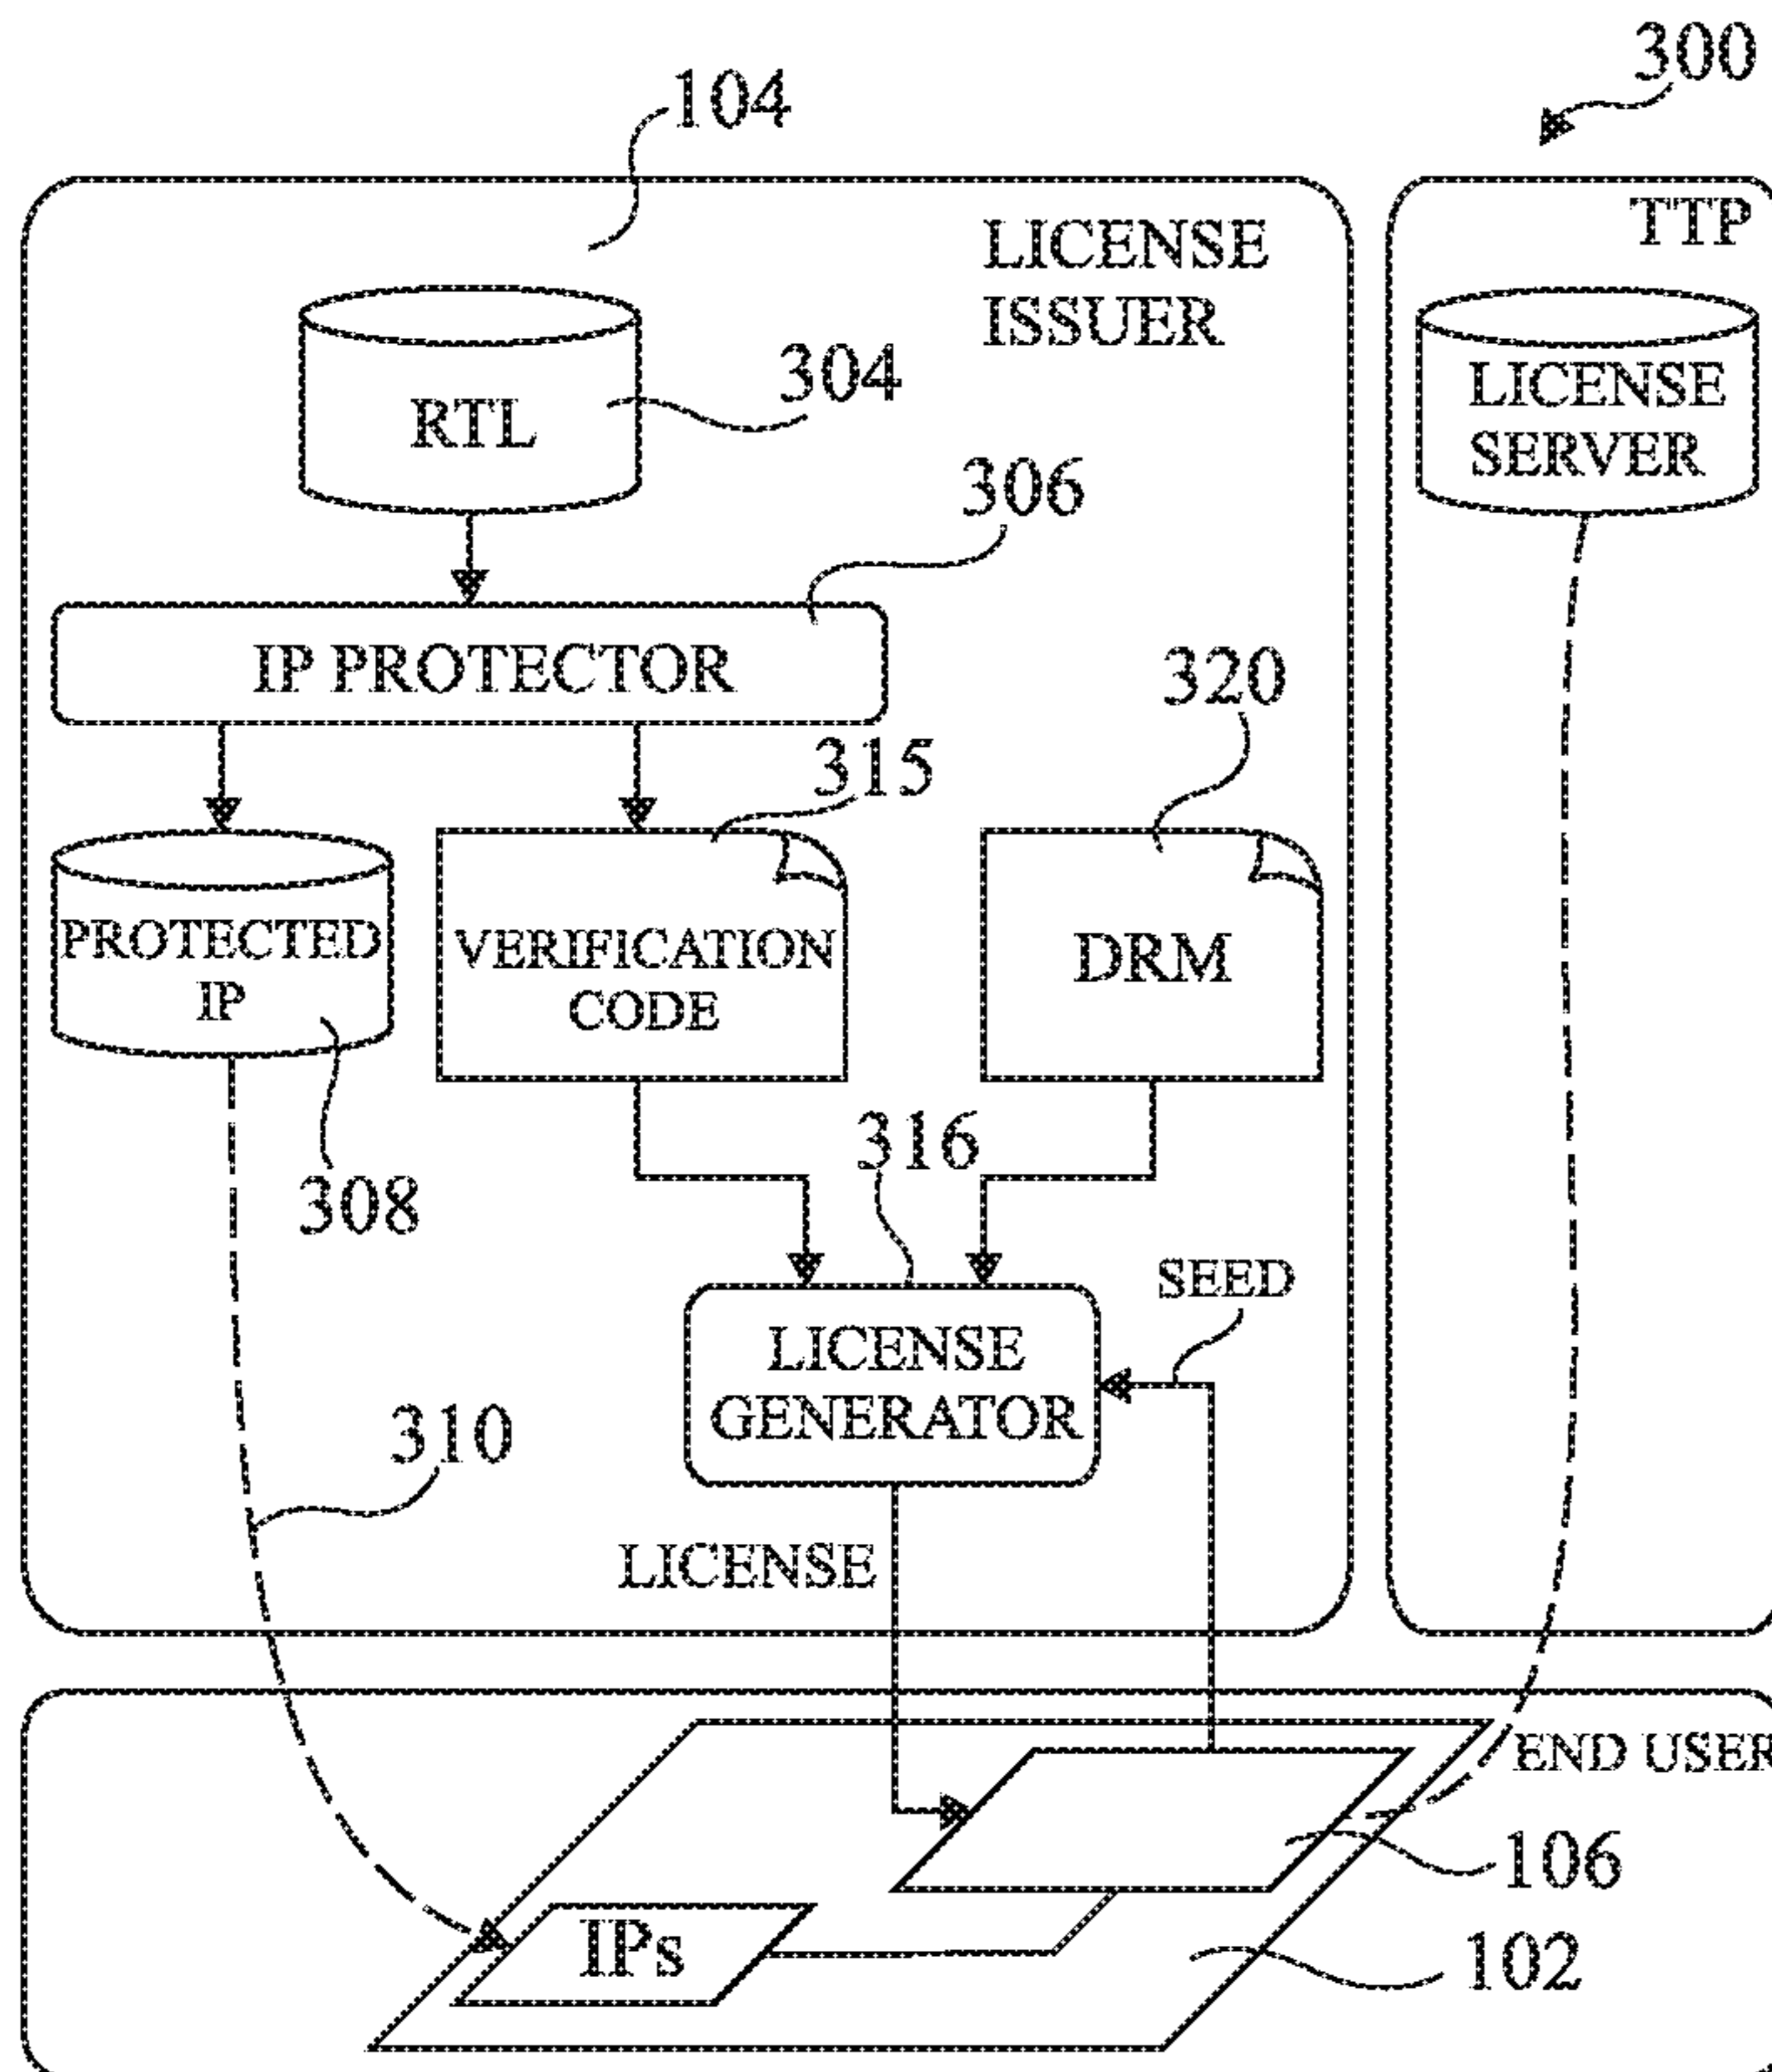 300
104
LICENSE
ISSUER
TTP
RTL
304
LICENSE
SERVER
306
IP PROTECTOR
320
315
PROTECTED
IP
VERIFICATION
CODE
DRM
308
316
SEED
LICENSE
GENERATOR
310
LICENSE
END USER
106
IPs
102